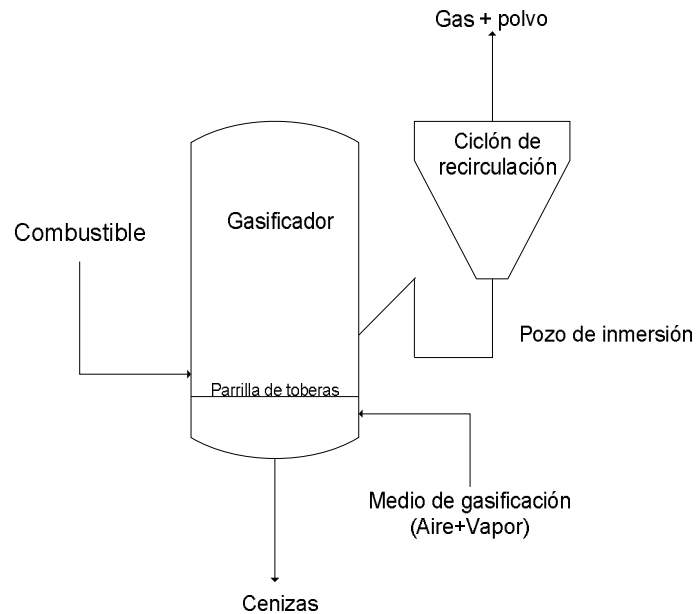 Gas + polvo
Ciclón de
recirculación
Gasificador
Combustible
Pozo de inmersión
Parrilla de toberas
Medio de gasificación
(Aire+Vapor)
Cenizas